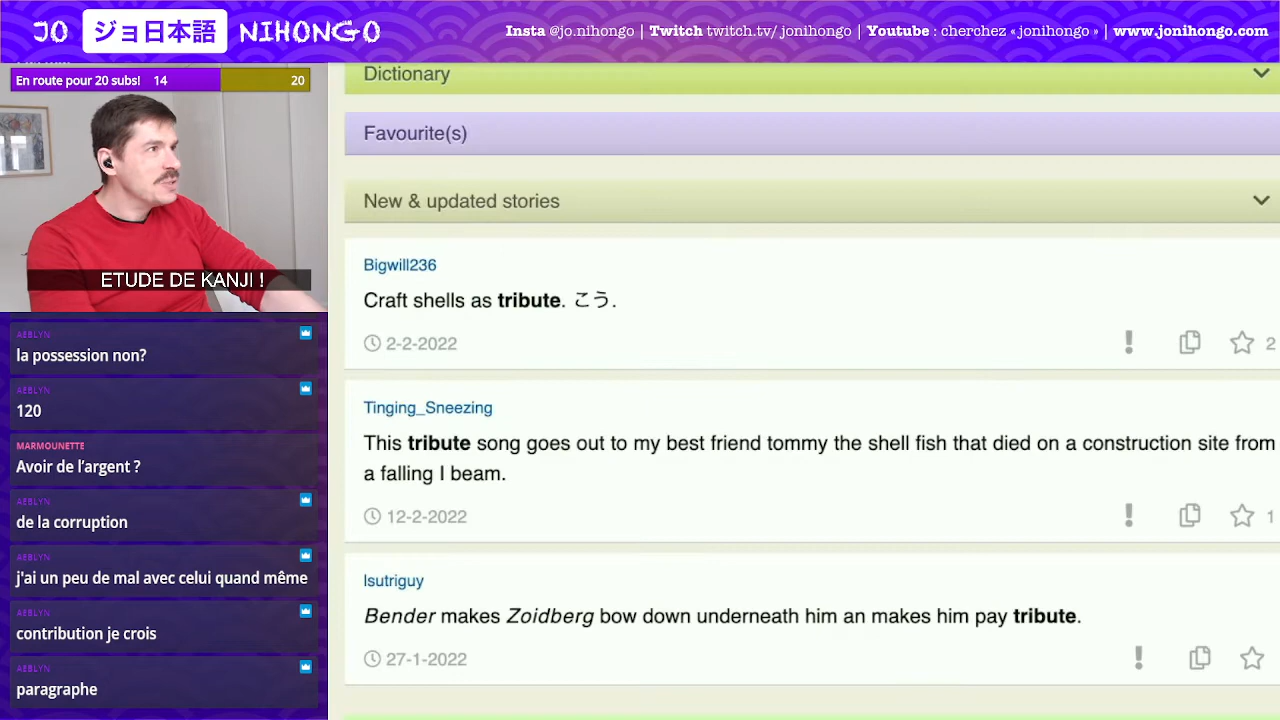 JO ジョ日本語 NIHONGO
Insta @jo.nihongo | Twitch twitch.tv/jonihongo | Youtube : cherchez « jonihongo » | www.jonihongo.com
En route pour 20 subs! 14 20
ETUDE DE KANJI !
AEBLYN
la possession non?
AEBLYN
120
MARMOUNETTE
Avoir de l'argent ?
AEBLYN
de la corruption
AEBLYN
j'ai un peu de mal avec celui quand même
AEBLYN
contribution je crois
AEBLYN
paragraphe
Dictionary
Favourite(s)
New & updated stories
Bigwill236
Craft shells as tribute. こう.
2-2-2022 2
Tinging_Sneezing
This tribute song goes out to my best friend tommy the shell fish that died on a construction site from
a falling I beam.
12-2-2022 1
lsutriguy
Bender makes Zoidberg bow down underneath him an makes him pay tribute.
27-1-2022